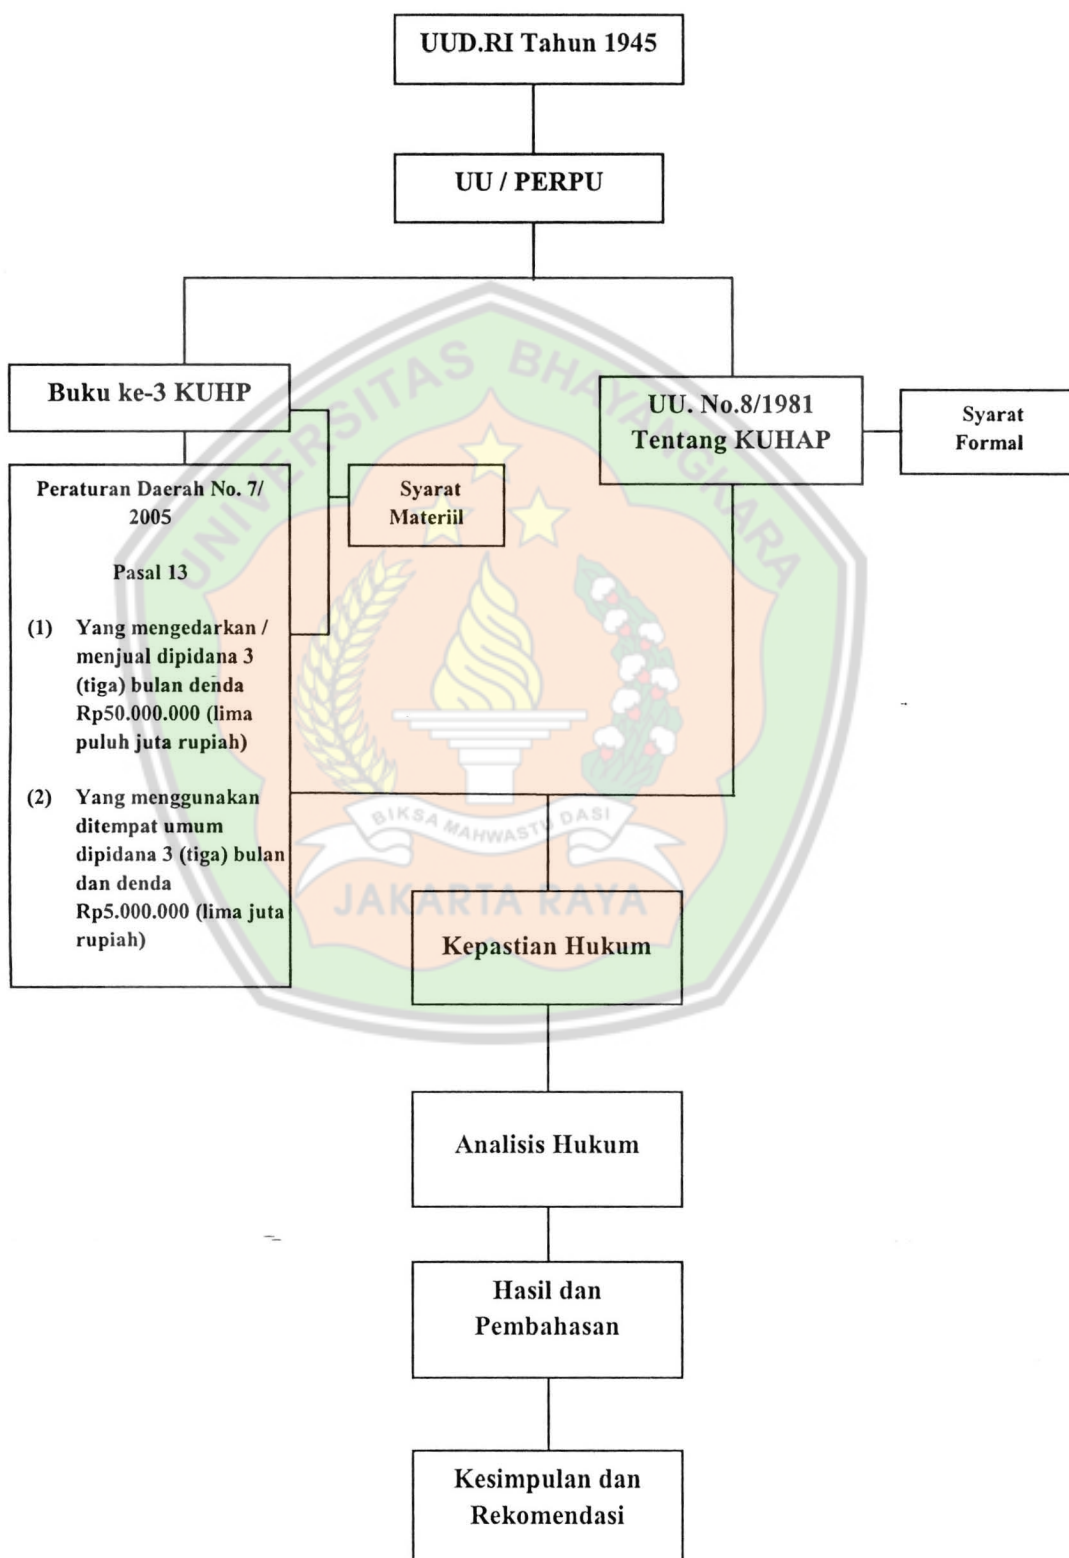 UUD.RI Tahun 1945
UU / PERPU
Buku ke-3 KUHP
UU. No.8/1981
Tentang KUHAP
Syarat
Formal
Peraturan Daerah No. 7/
2005
Pasal 13
(1) Yang mengedarkan /
menjual dipidana 3
(tiga) bulan denda
Rp50.000.000 (lima
puluh juta rupiah)
(2) Yang menggunakan
ditempat umum
dipidana 3 (tiga) bulan
dan denda
Rp5.000.000 (lima juta
rupiah)
Syarat
Materiil
UNIVERSITAS BHAYANGKARA
BIKSA MAHWASTU DASI
JAKARTA RAYA
Kepastian Hukum
Analisis Hukum
Hasil dan
Pembahasan
Kesimpulan dan
Rekomendasi